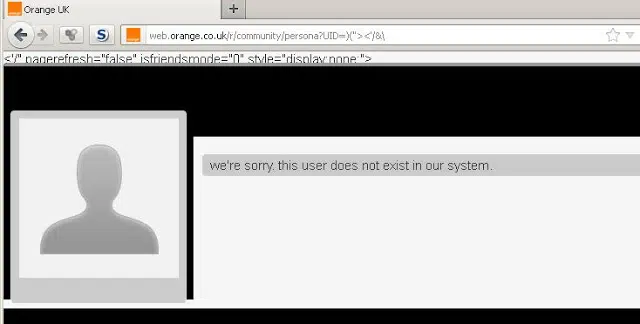 Orange UK
web.orange.co.uk/r/community/persona?UID=}(">'<'/&\
<'/" pagerefresh="false" isfriendsmode="0" style="display:none;">
we're sorry. this user does not exist in our system.